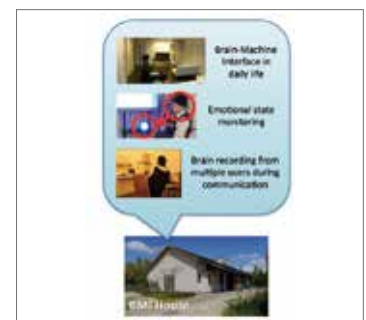 Brain-Machine
Interface in
daily life
Emotional state
monitoring
Brain recording from
multiple users during
communication
BMI House